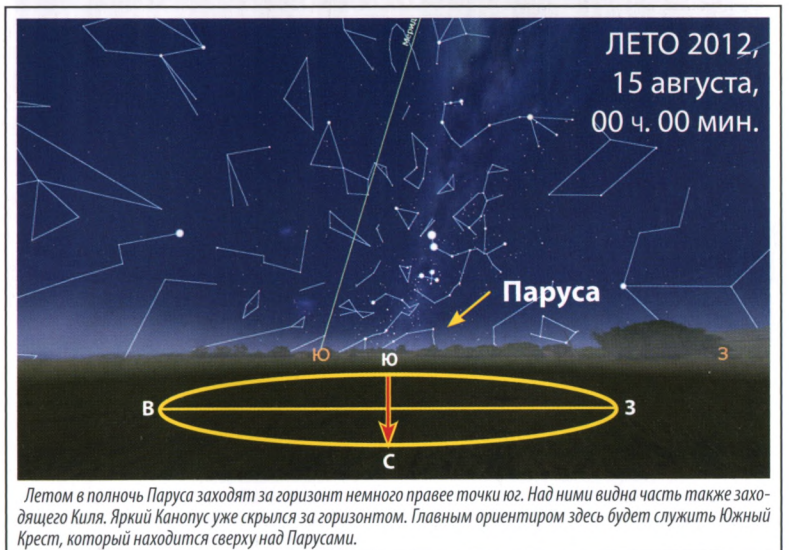 Мерид
ЛЕТО 2012,
15 августа,
00 ч. 00 мин.
Паруса
Ю
З
Ю
В
З
С
Летом в полночь Паруса заходят за горизонт немного правее точки юг. Над ними видна часть также захо-
дящего Киля. Яркий Канопус уже скрылся за горизонтом. Главным ориентиром здесь будет служить Южный
Крест, который находится сверху над Парусами.